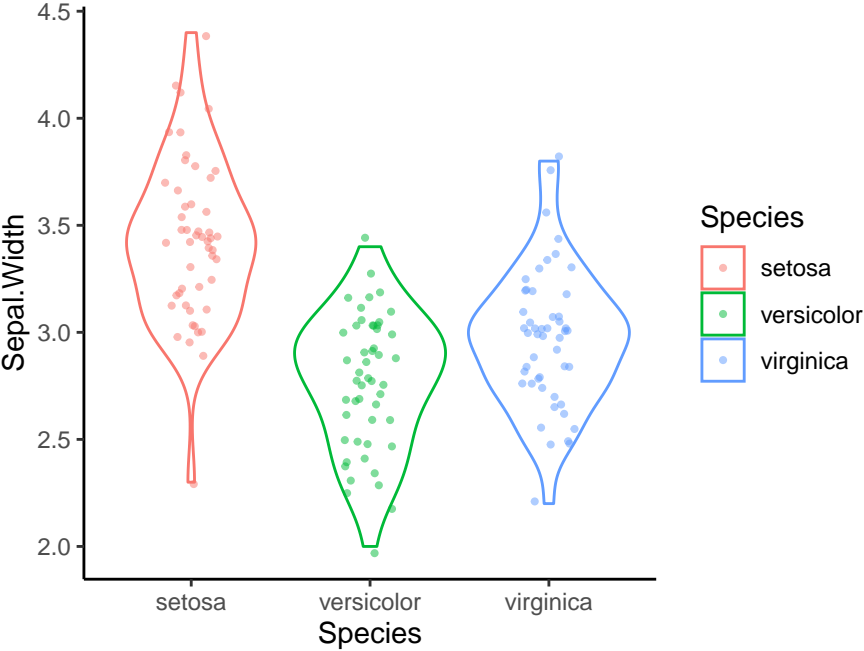 4.5
4.0
3.5
3.0
2.5
2.0
Sepal.Width
setosa
versicolor
virginica
Species
Species
setosa
versicolor
virginica